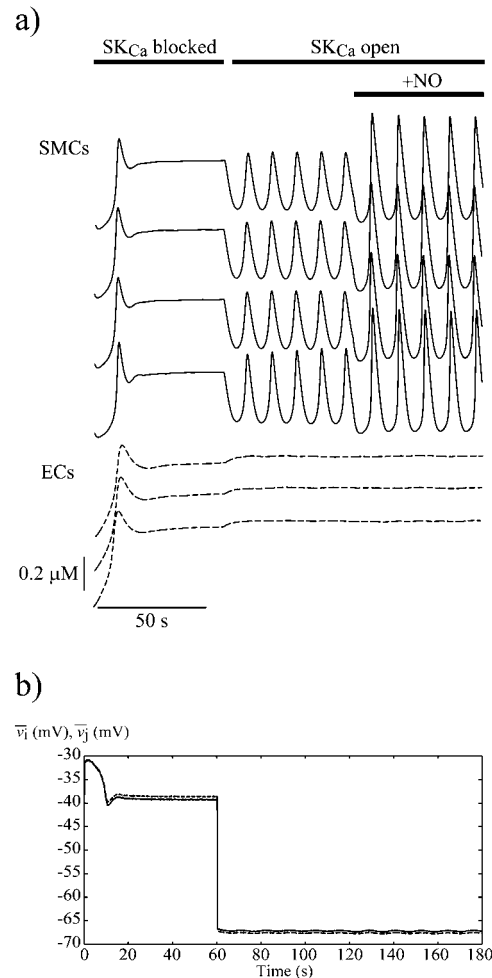 a)
SKCa blocked
SKCa open
+NO
SMCs
ECs
0.2 µM
50 s
b)
v̅i (mV), v̅j (mV)
-30
-35
-40
-45
-50
-55
-60
-65
-70
0 20 40 60 80 100 120 140 160 180
Time (s)